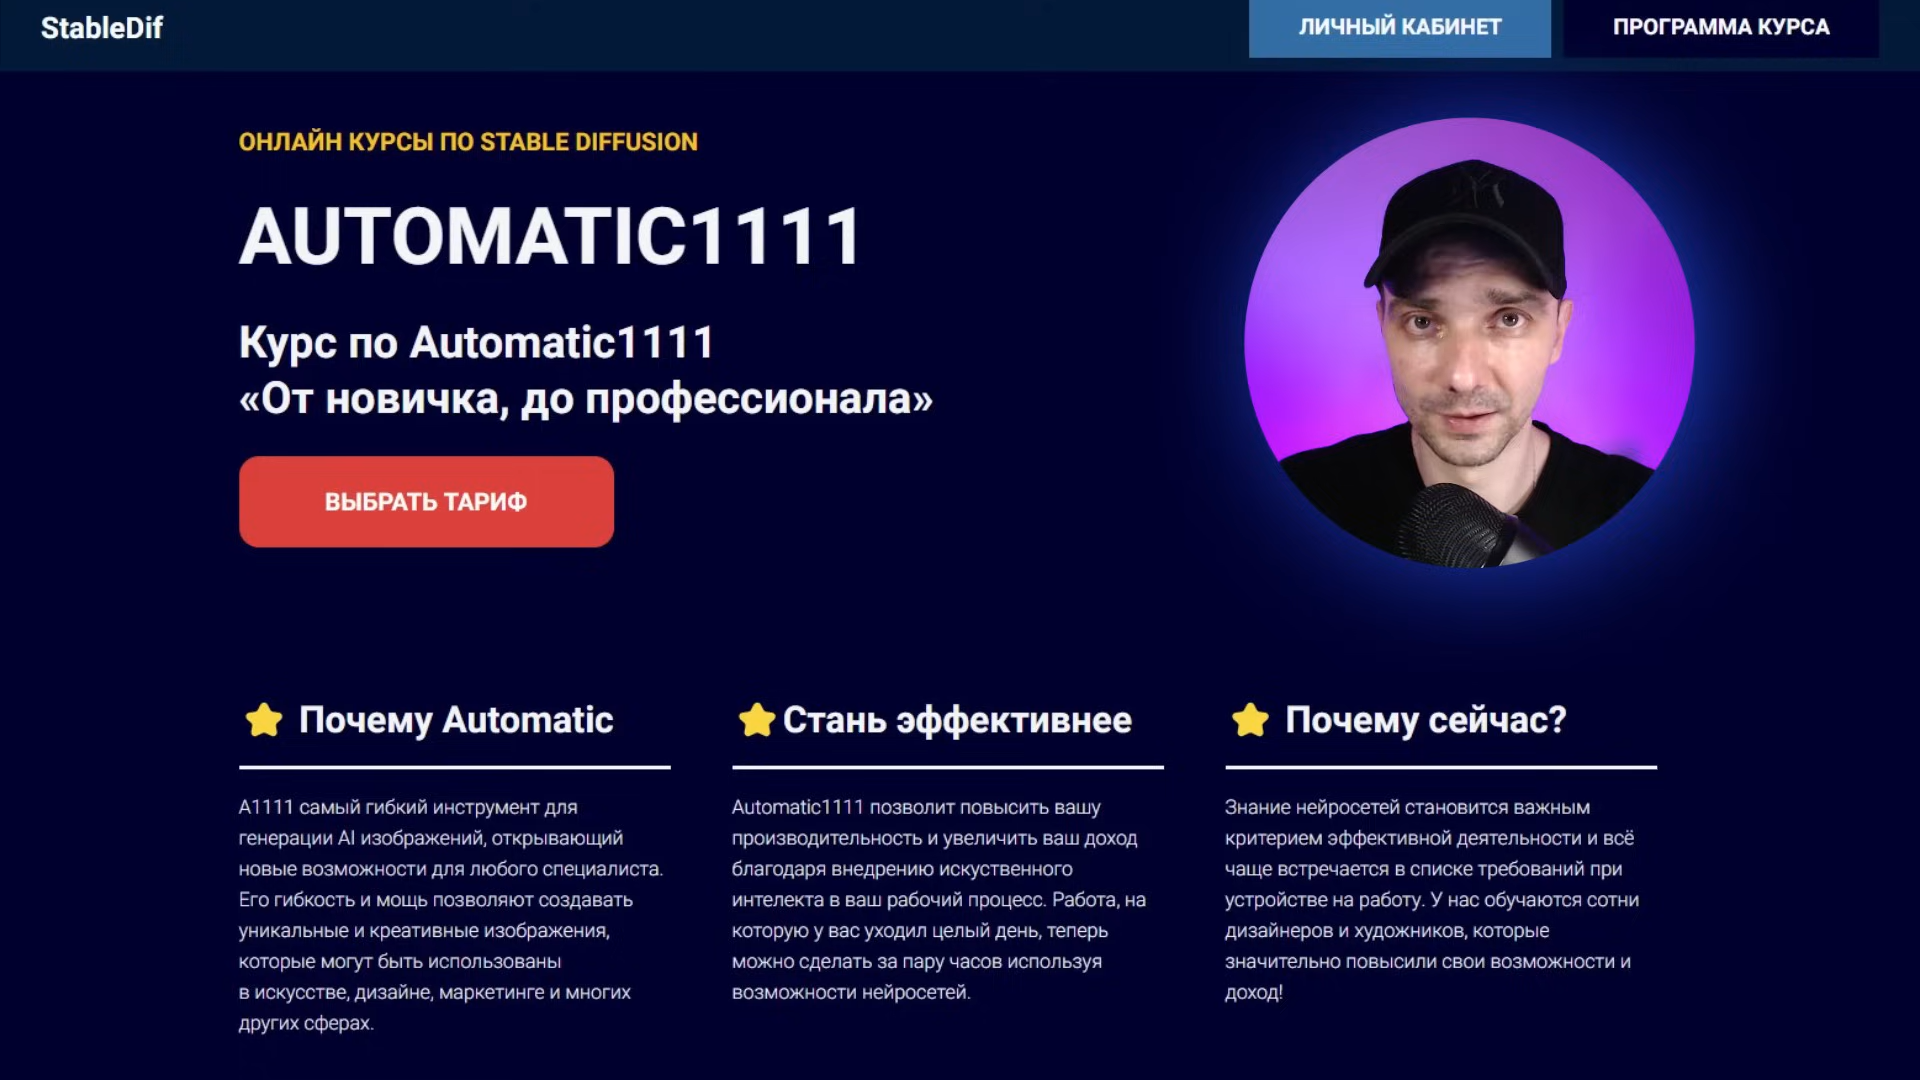 StableDif
ЛИЧНЫЙ КАБИНЕТ
ПРОГРАММА КУРСА
ОНЛАЙН КУРСЫ ПО STABLE DIFFUSION
AUTOMATIC1111
Курс по Automatic1111
«От новичка, до профессионала»
ВЫБРАТЬ ТАРИФ
Почему Automatic
A1111 самый гибкий инструмент для
генерации AI изображений, открывающий
новые возможности для любого специалиста.
Его гибкость и мощь позволяют создавать
уникальные и креативные изображения,
которые могут быть использованы
в искусстве, дизайне, маркетинге и многих
других сферах.
Стань эффективнее
Automatic1111 позволит повысить вашу
производительность и увеличить ваш доход
благодаря внедрению искуственного
интелекта в ваш рабочий процесс. Работа, на
которую у вас уходил целый день, теперь
можно сделать за пару часов используя
возможности нейросетей.
Почему сейчас?
Знание нейросетей становится важным
критерием эффективной деятельности и всё
чаще встречается в списке требований при
устройстве на работу. У нас обучаются сотни
дизайнеров и художников, которые
значительно повысили свои возможности и
доход!